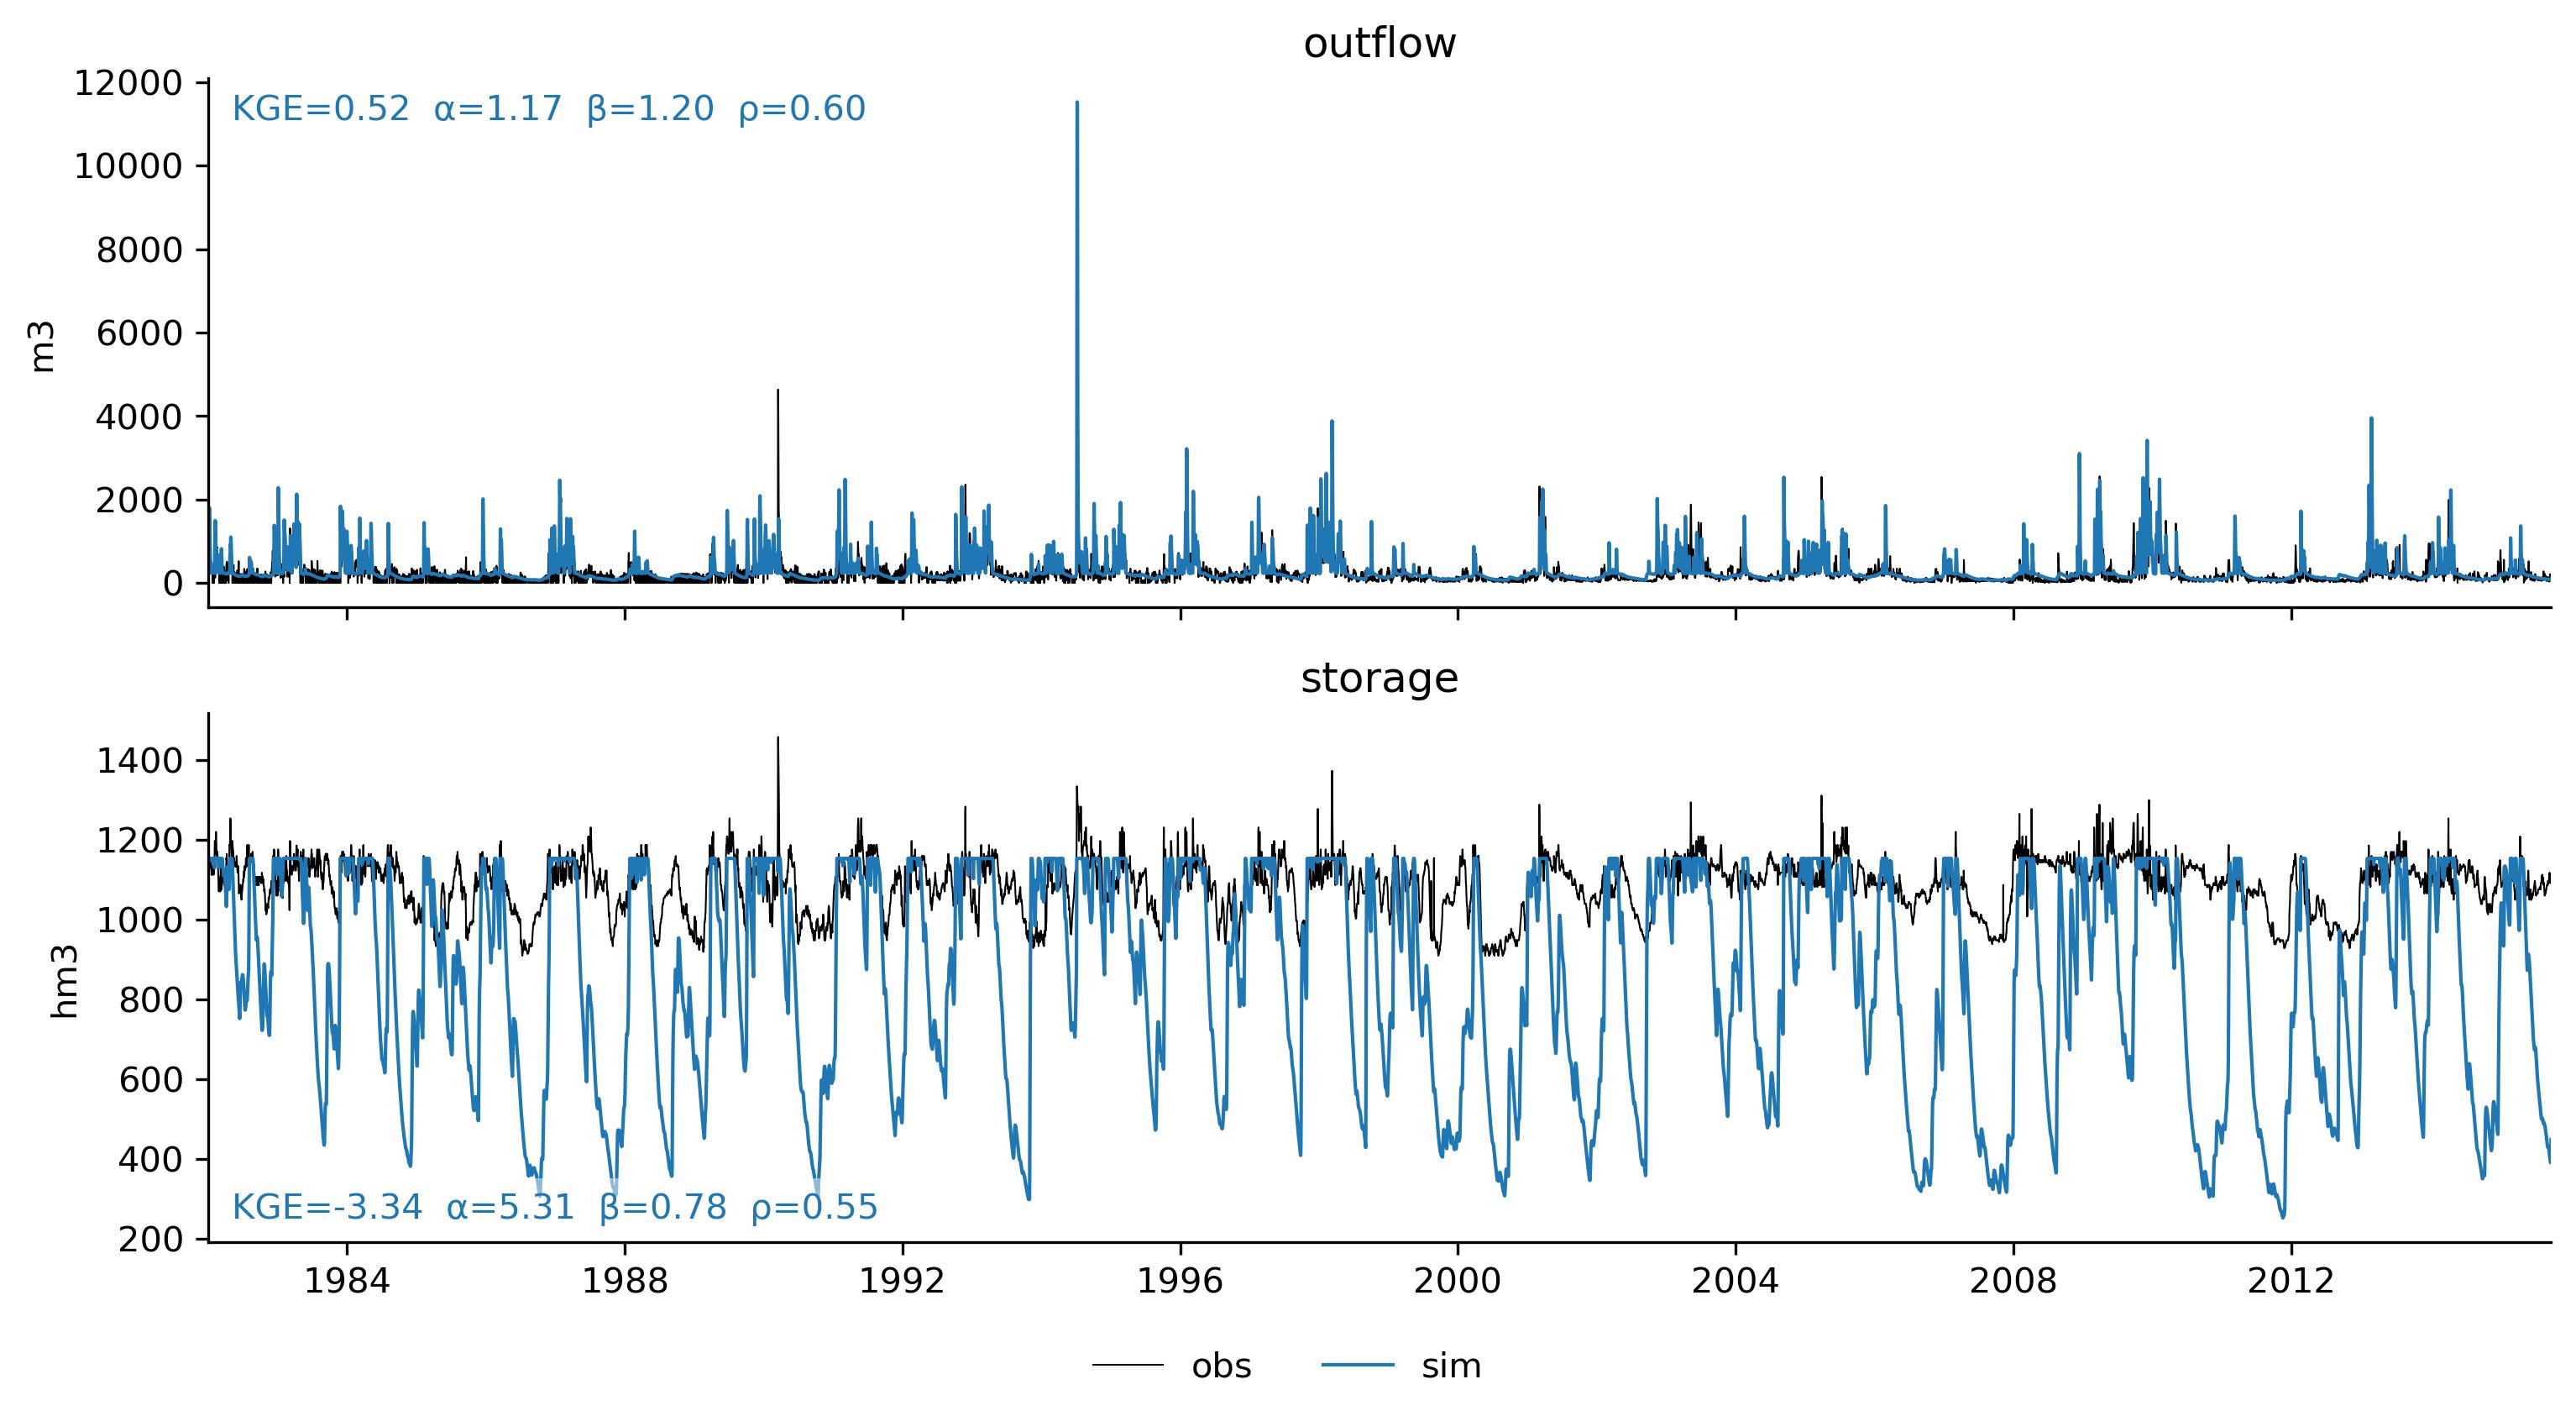 outflow
12000
10000
8000
6000
4000
2000
0
m3
KGE=0.52 α=1.17 β=1.20 ρ=0.60
storage
1400
1200
1000
800
600
400
200
hm3
KGE=-3.34 α=5.31 β=0.78 ρ=0.55
1984 1988 1992 1996 2000 2004 2008 2012
obs sim